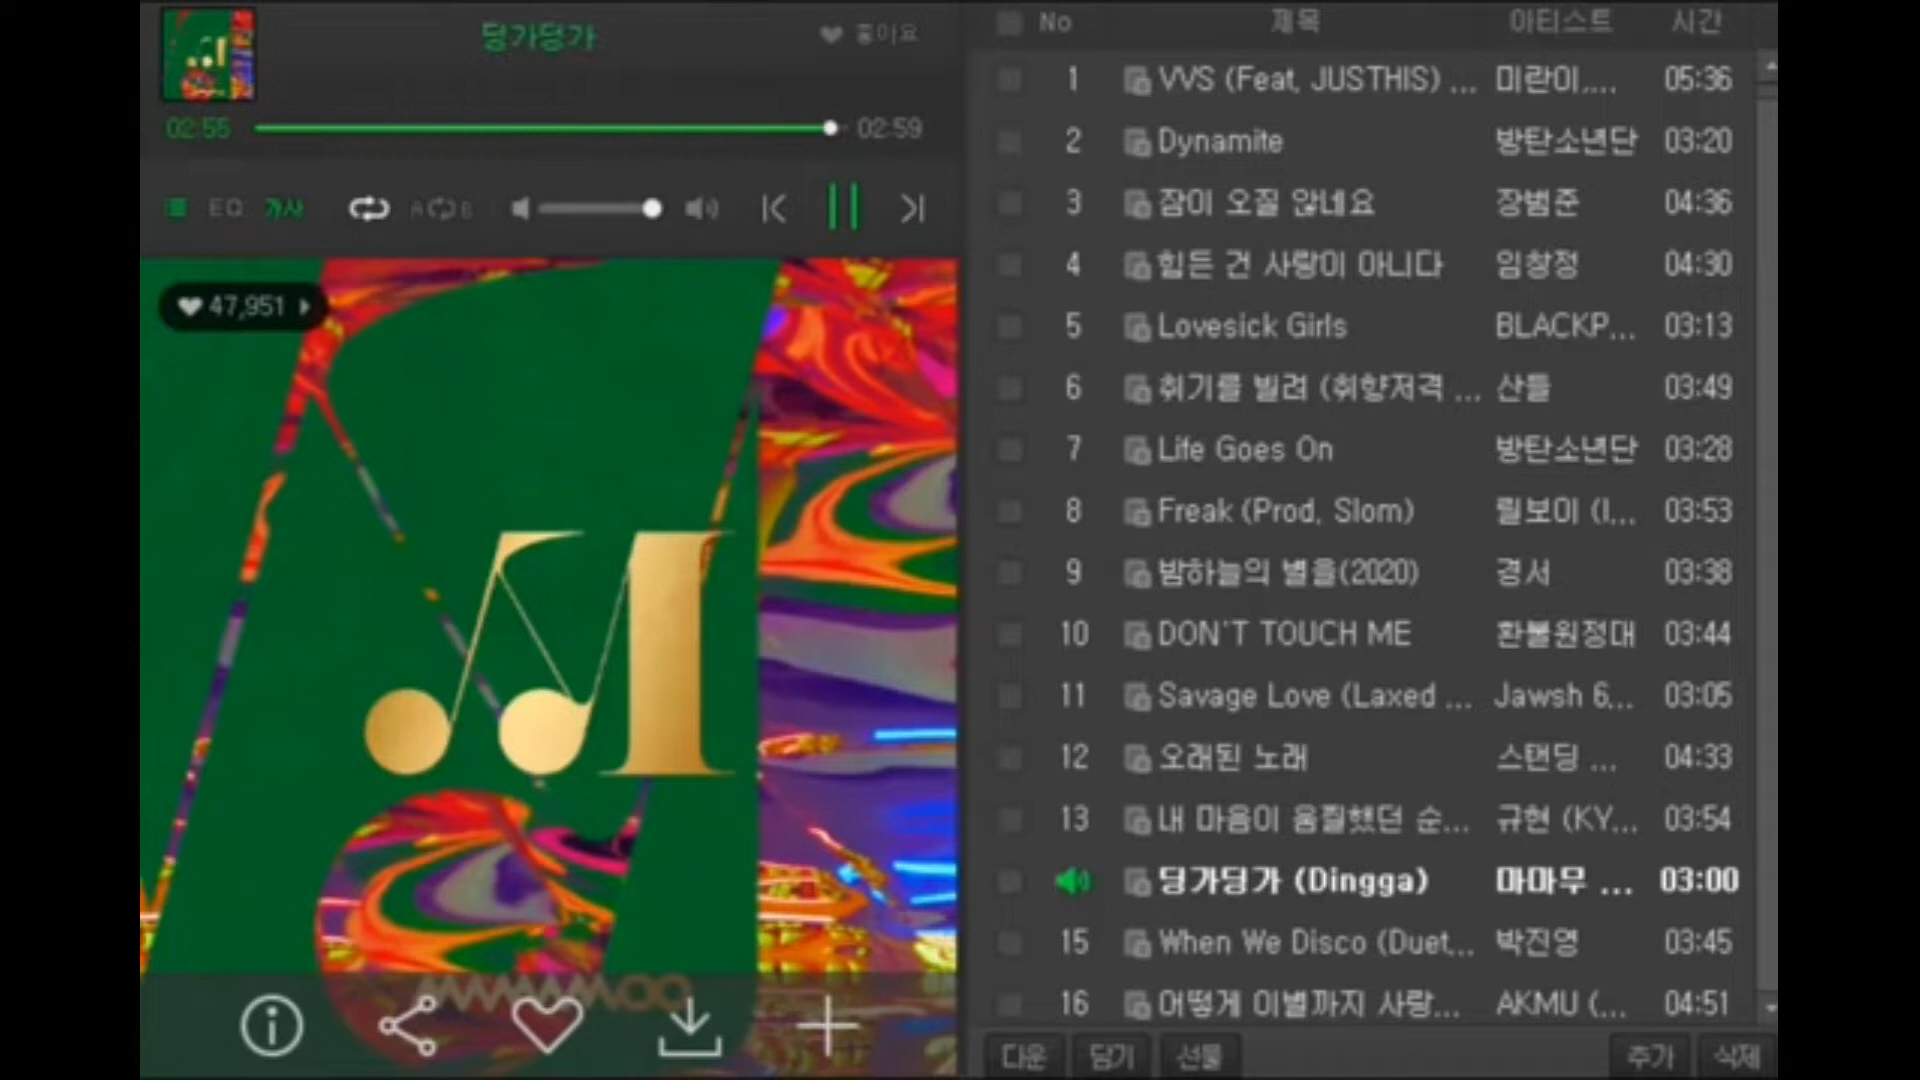 딩가딩가
좋아요
02:55
02:59
EQ 가사
A B
47,951
MAMAMOO
No 제목 아티스트 시간
1 VVS (Feat. JUSTHIS) ... 미란이,... 05:36
2 Dynamite 방탄소년단 03:20
3 잠이 오질 않네요 장범준 04:36
4 힘든 건 사랑이 아니다 임창정 04:30
5 Lovesick Girls BLACKP... 03:13
6 취기를 빌려 (취향저격 ... 산들 03:49
7 Life Goes On 방탄소년단 03:28
8 Freak (Prod. Slom) 릴보이 (l... 03:53
9 밤하늘의 별을(2020) 경서 03:38
10 DON'T TOUCH ME 환불원정대 03:44
11 Savage Love (Laxed ... Jawsh 6... 03:05
12 오래된 노래 스탠딩 ... 04:33
13 내 마음이 움찔했던 순... 규현 (KY... 03:54
딩가딩가 (Dingga) 마마무 ... 03:00
15 When We Disco (Duet... 박진영 03:45
16 어떻게 이별까지 사랑... AKMU (... 04:51
다운 담기 선물 추가 삭제